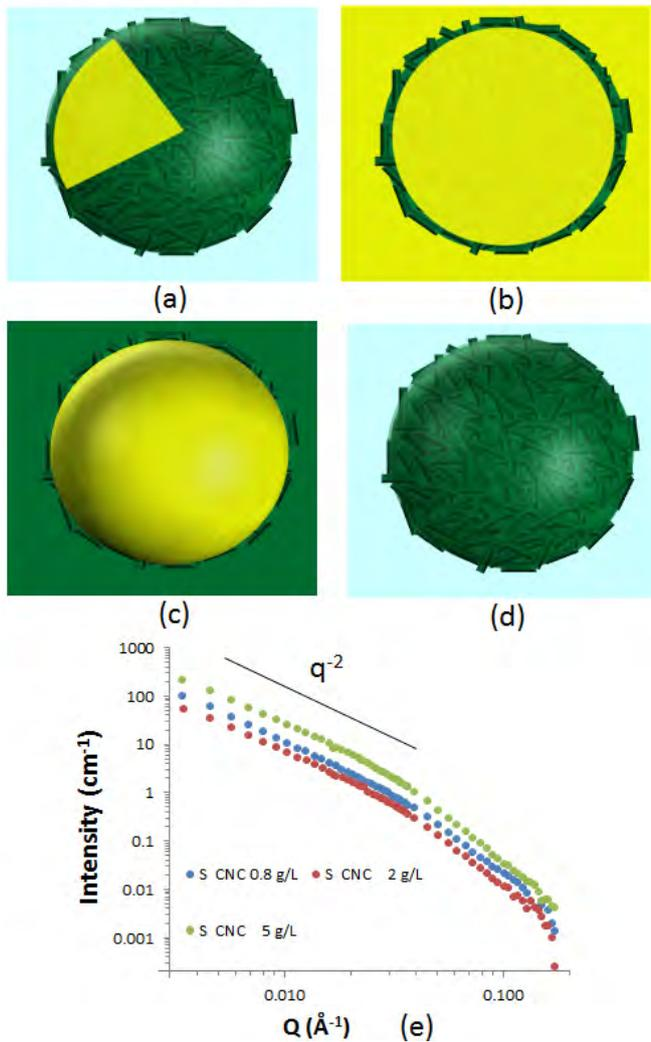 (a)
(b)
(c)
(d)
1000
100
10
1
0.1
0.01
0.001
Intensity (cm⁻¹)
q⁻²
S CNC 0.8 g/L
S CNC 2 g/L
S CNC 5 g/L
0.010
0.100
Q (Å⁻¹)
(e)